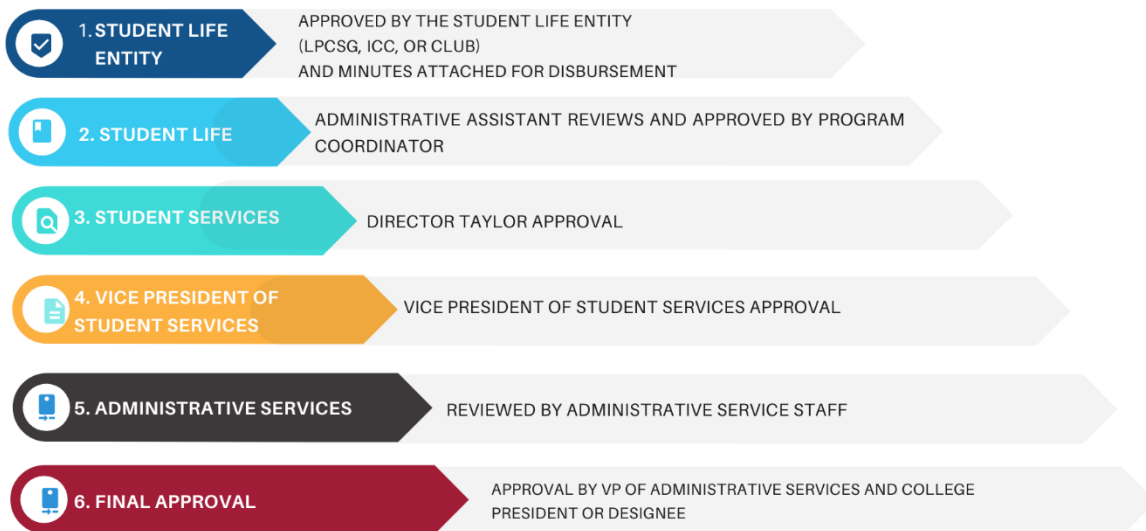 1. STUDENT LIFE
ENTITY
APPROVED BY THE STUDENT LIFE ENTITY
(LPCSG, ICC, OR CLUB)
AND MINUTES ATTACHED FOR DISBURSEMENT
2. STUDENT LIFE
ADMINISTRATIVE ASSISTANT REVIEWS AND APPROVED BY PROGRAM
COORDINATOR
3. STUDENT SERVICES
DIRECTOR TAYLOR APPROVAL
4. VICE PRESIDENT OF
STUDENT SERVICES
VICE PRESIDENT OF STUDENT SERVICES APPROVAL
5. ADMINISTRATIVE SERVICES
REVIEWED BY ADMINISTRATIVE SERVICE STAFF
6. FINAL APPROVAL
APPROVAL BY VP OF ADMINISTRATIVE SERVICES AND COLLEGE
PRESIDENT OR DESIGNEE